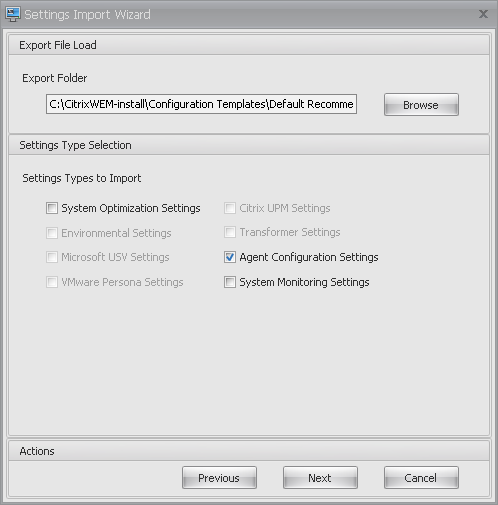 Settings Import Wizard
Export File Load
Export Folder
C:\CitrixWEM-install\Configuration Templates\Default Recomme
Browse
Settings Type Selection
Settings Types to Import
System Optimization Settings
Citrix UPM Settings
Environmental Settings
Transformer Settings
Microsoft USV Settings
Agent Configuration Settings
VMware Persona Settings
System Monitoring Settings
Actions
Previous
Next
Cancel